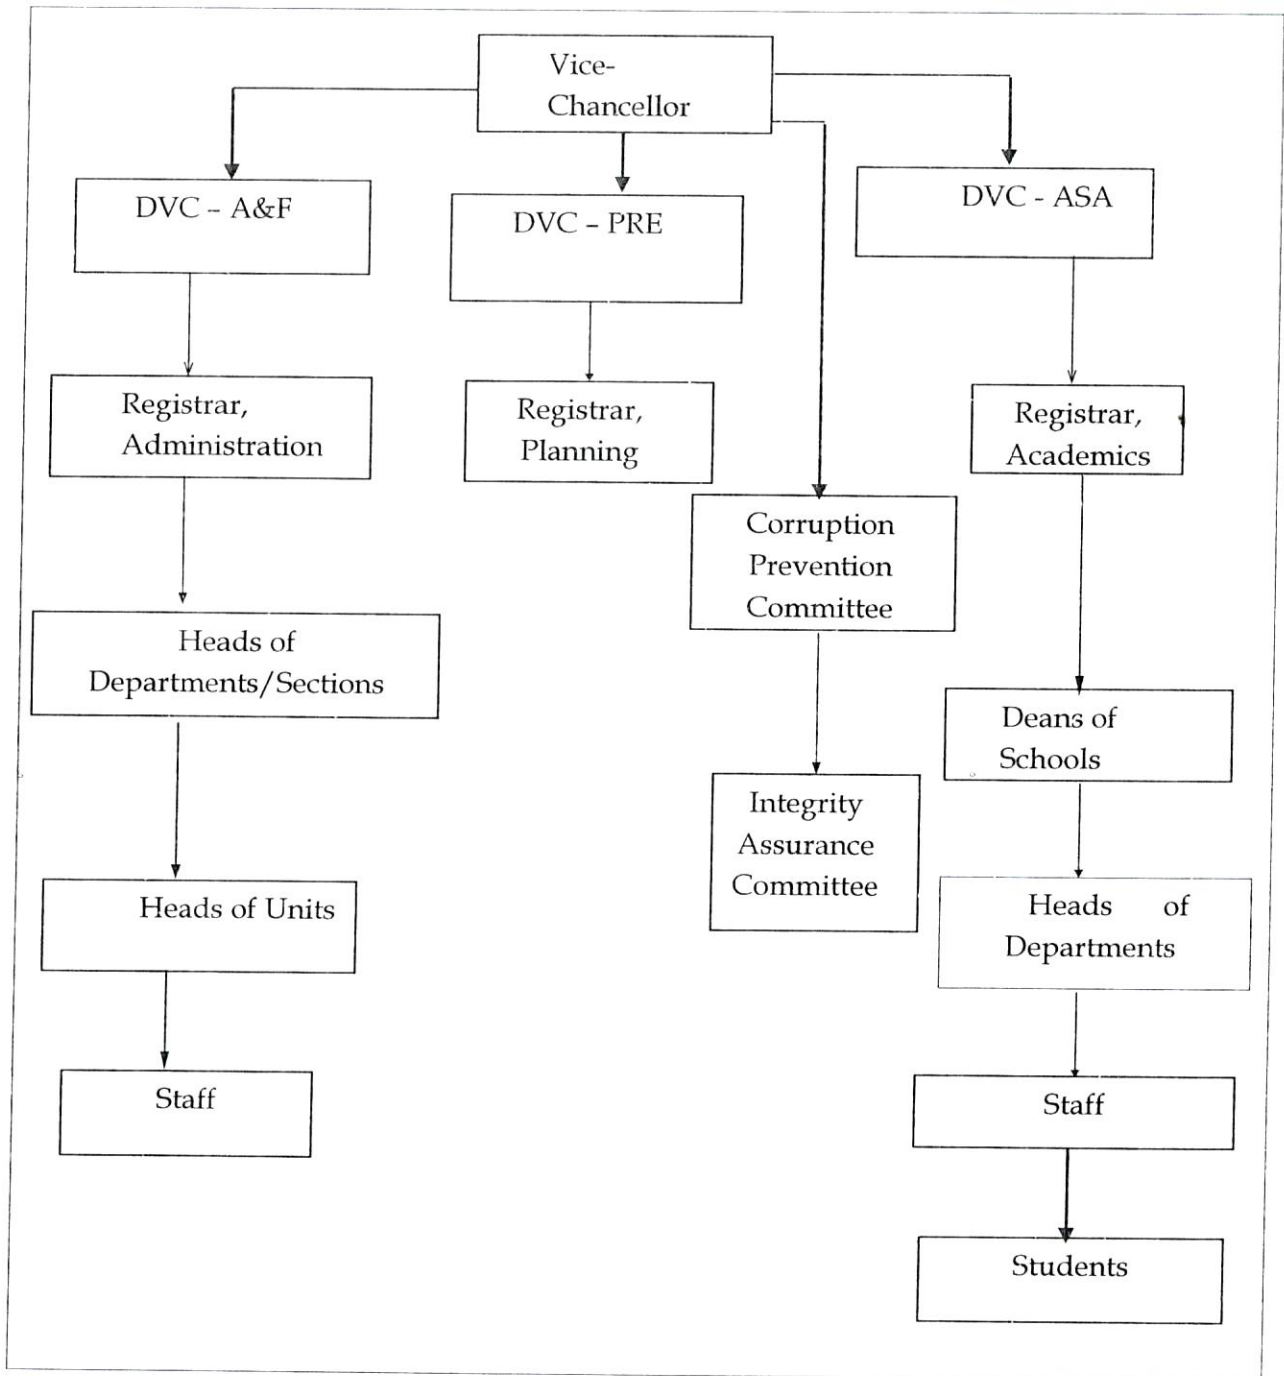 Vice-
Chancellor
DVC – A&F
DVC – PRE
DVC - ASA
Registrar,
Administration
Registrar,
Planning
Registrar,
Academics
Corruption
Prevention
Committee
Heads of
Departments/Sections
Deans of
Schools
Integrity
Assurance
Committee
Heads of Units
Heads of
Departments
Staff
Staff
Students